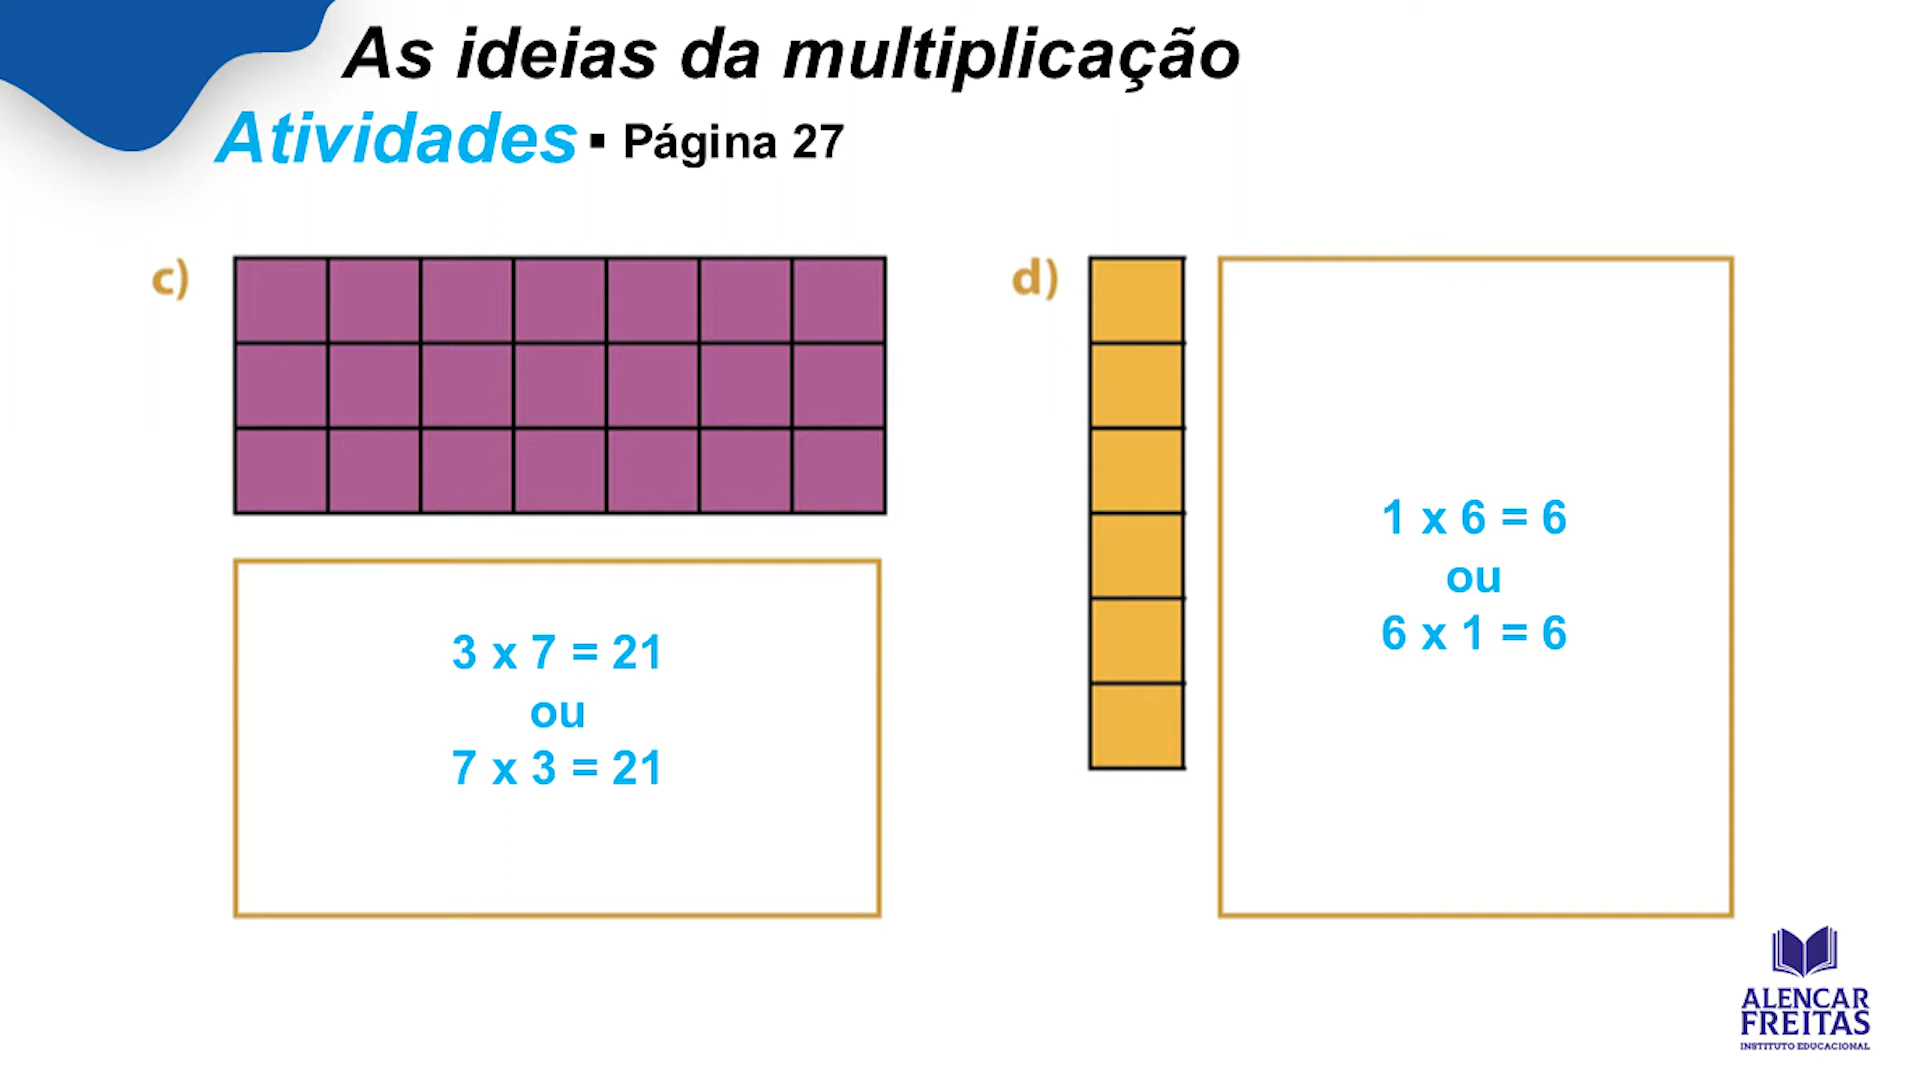 As ideias da multiplicação
Atividades ▪ Página 27
c)
3 x 7 = 21
ou
7 x 3 = 21
d)
1 x 6 = 6
ou
6 x 1 = 6
ALENCAR
FREITAS
INSTITUTO EDUCACIONAL